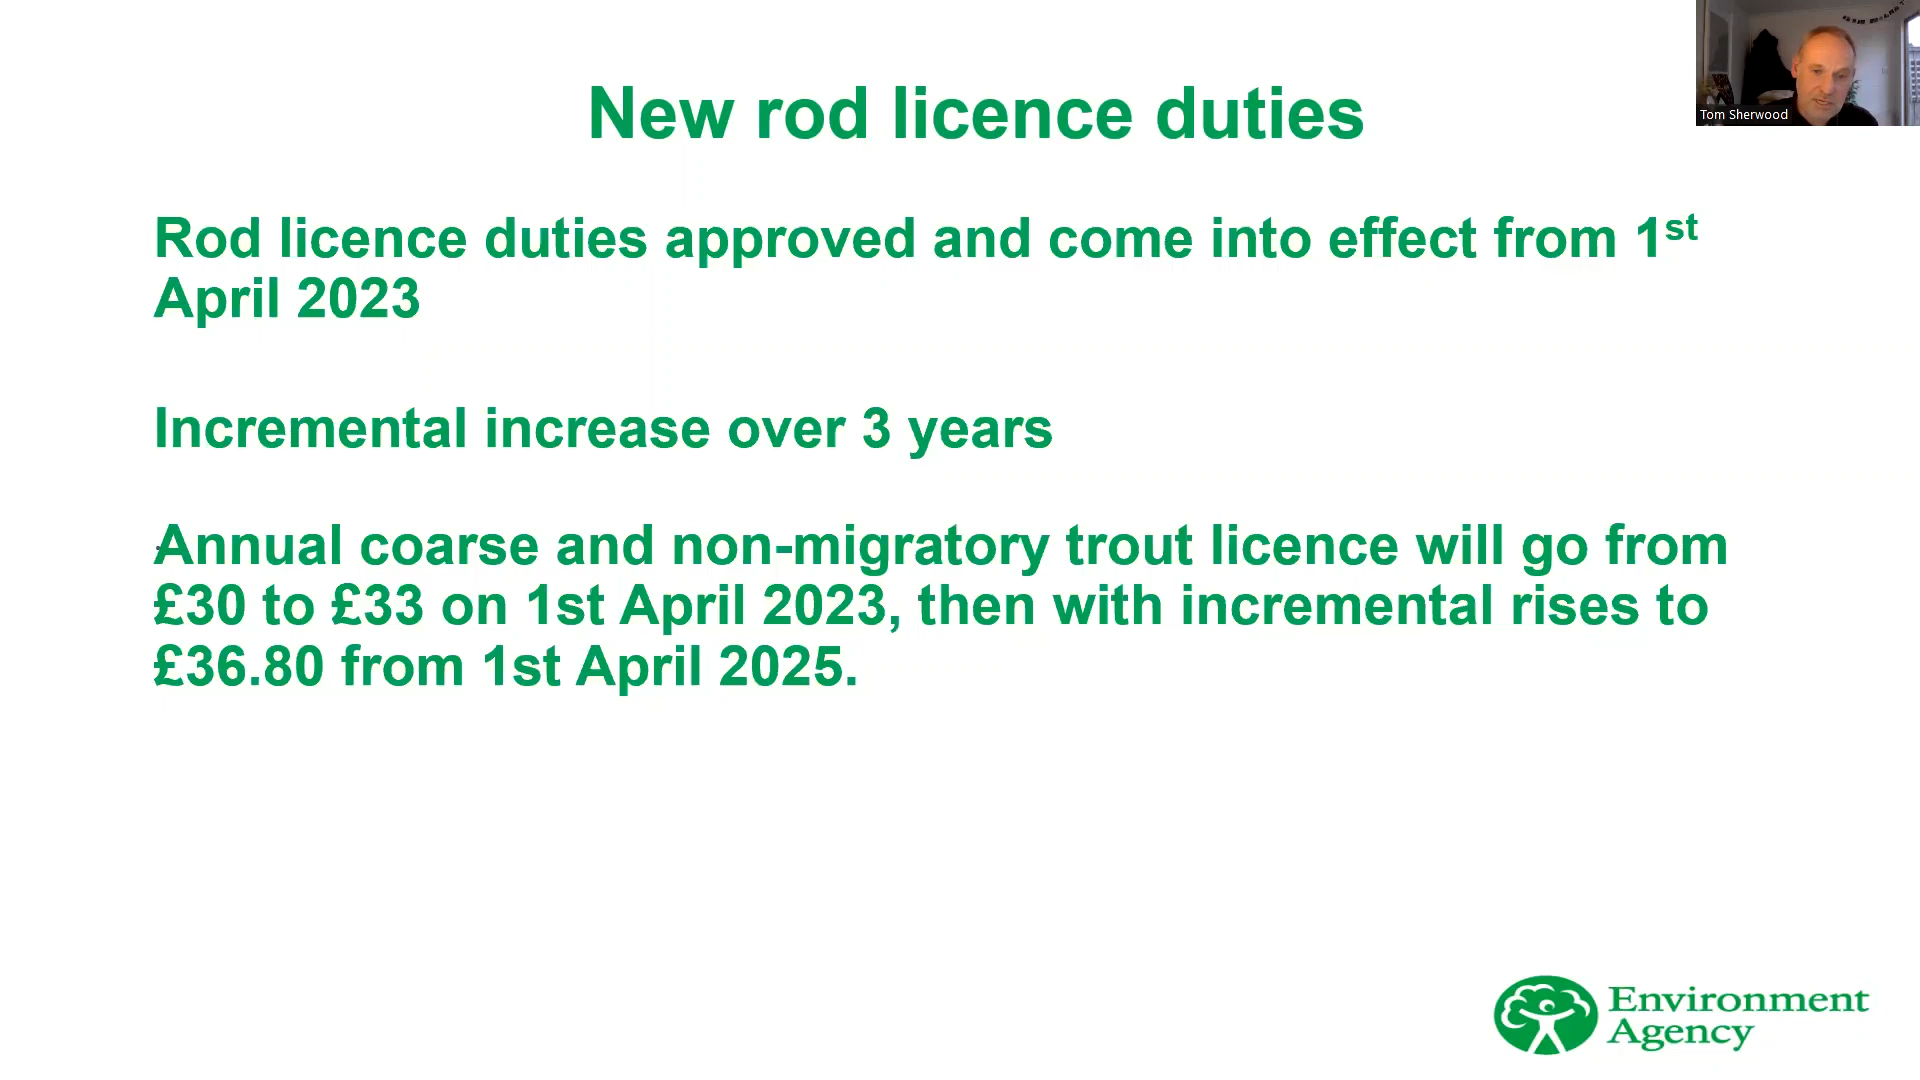 New rod licence duties
Tom Sherwood
Rod licence duties approved and come into effect from 1st
April 2023
Incremental increase over 3 years
Annual coarse and non-migratory trout licence will go from
£30 to £33 on 1st April 2023, then with incremental rises to
£36.80 from 1st April 2025.
Environment
Agency